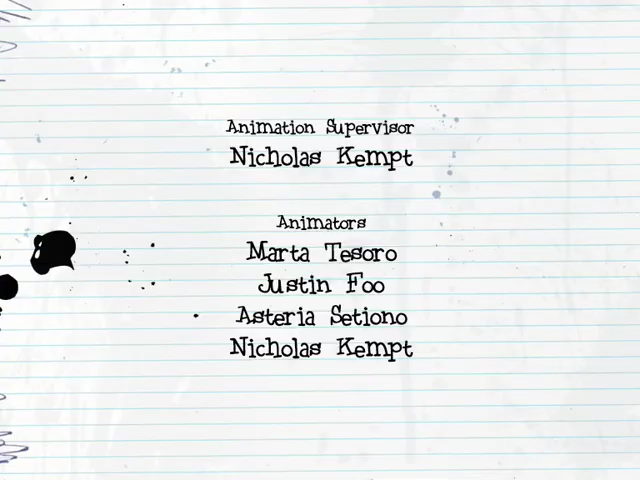 Animation Supervisor
Nicholas Kempt
Animators
Marta Tesoro
Justin Foo
Asteria Setiono
Nicholas Kempt